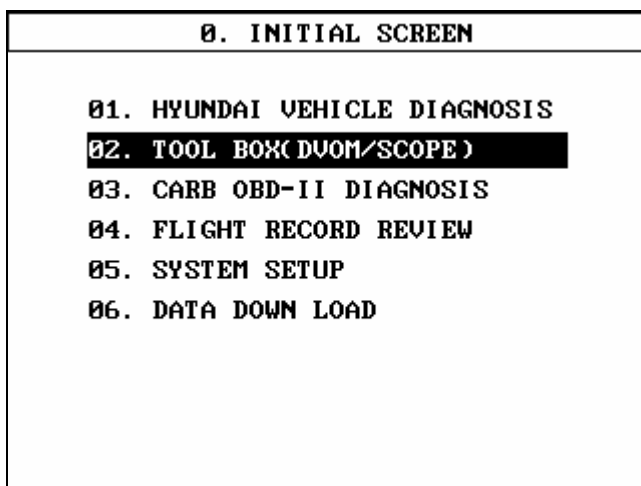 0. INITIAL SCREEN
01. HYUNDAI VEHICLE DIAGNOSIS
02. TOOL BOX(DVOM/SCOPE)
03. CARB OBD-II DIAGNOSIS
04. FLIGHT RECORD REVIEW
05. SYSTEM SETUP
06. DATA DOWN LOAD